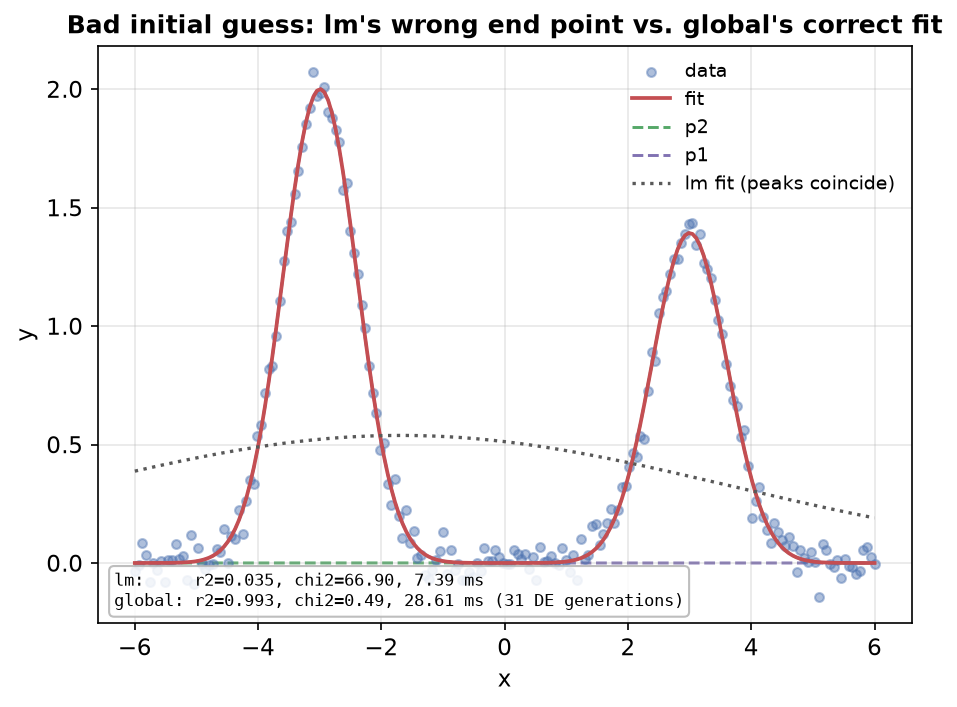 Bad initial guess: lm's wrong end point vs. global's correct fit
data
fit
p2
p1
lm fit (peaks coincide)
2.0
1.5
1.0
0.5
0.0
y
lm:     r2=0.035, chi2=66.90, 7.39 ms
global: r2=0.993, chi2=0.49, 28.61 ms (31 DE generations)
−6 −4 −2 0 2 4 6
x